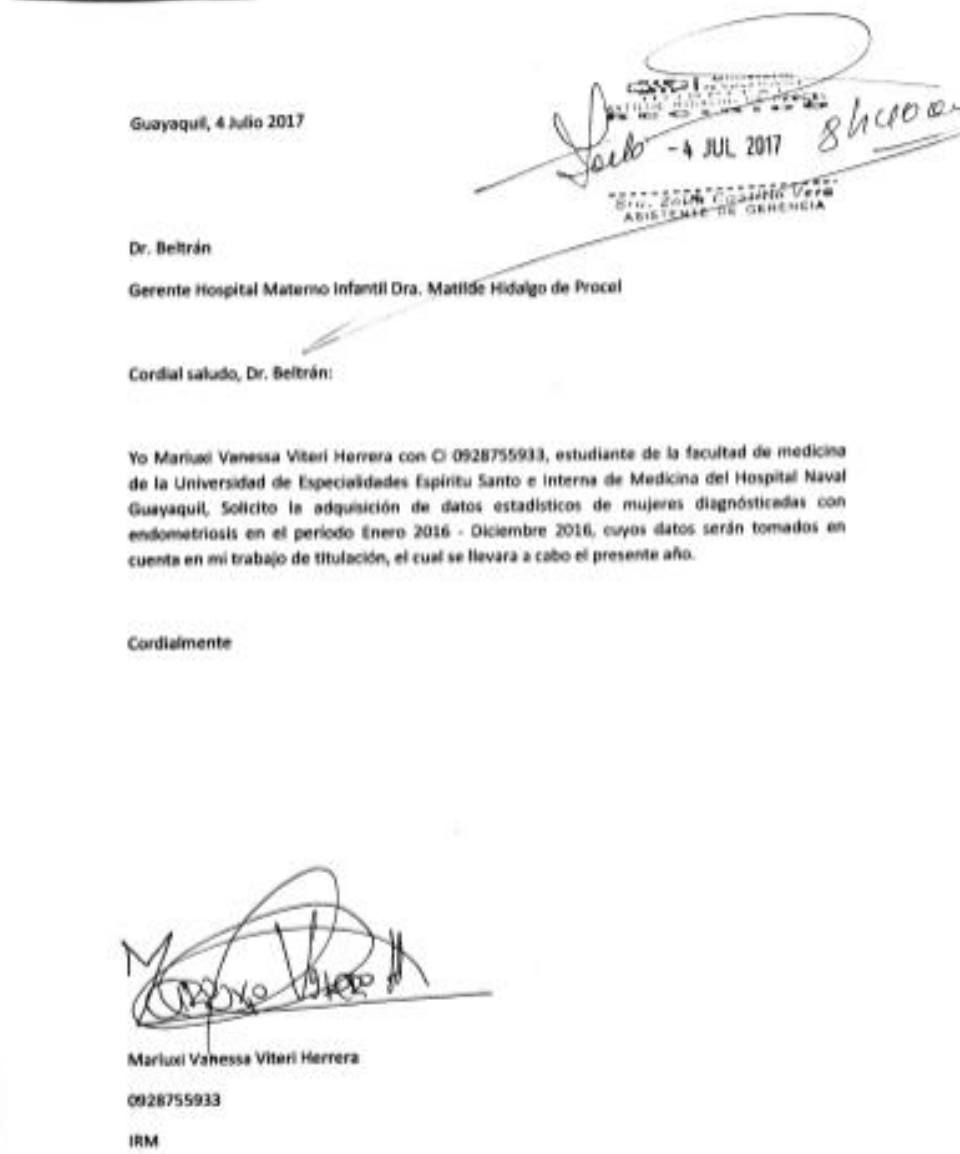 Guayaquil, 4 Julio 2017
- 4 JUL 2017
8h40
ASISTENTE DE GERENCIA
Dr. Beltrán
Gerente Hospital Materno Infantil Dra. Matilde Hidalgo de Procel
Cordial saludo, Dr. Beltrán:
Yo Mariuxi Vanessa Viteri Herrera con CI 0928755933, estudiante de la facultad de medicina
de la Universidad de Especialidades Espíritu Santo e Interna de Medicina del Hospital Naval
Guayaquil, Solicito la adquisición de datos estadísticos de mujeres diagnósticadas con
endometriosis en el período Enero 2016 - Diciembre 2016, cuyos datos serán tomados en
cuenta en mi trabajo de titulación, el cual se llevara a cabo el presente año.
Cordialmente
Mariuxi Vanessa Viteri Herrera
0928755933
IRM